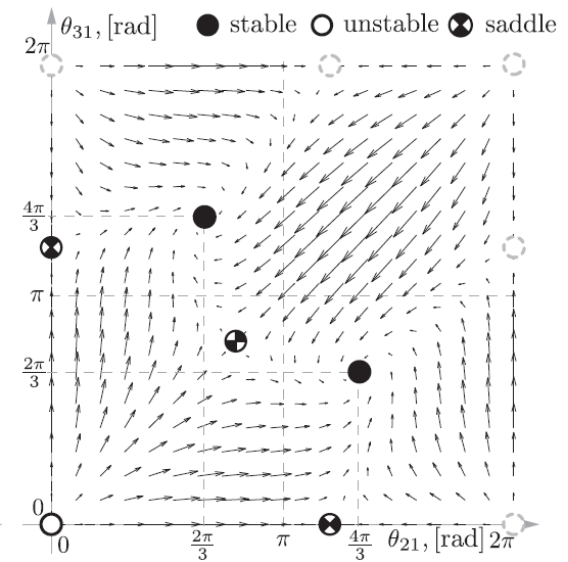 θ₃₁, [rad] stable unstable saddle
2π
4π/3
π
2π/3
0
0 2π/3 π 4π/3 θ₂₁, [rad] 2π